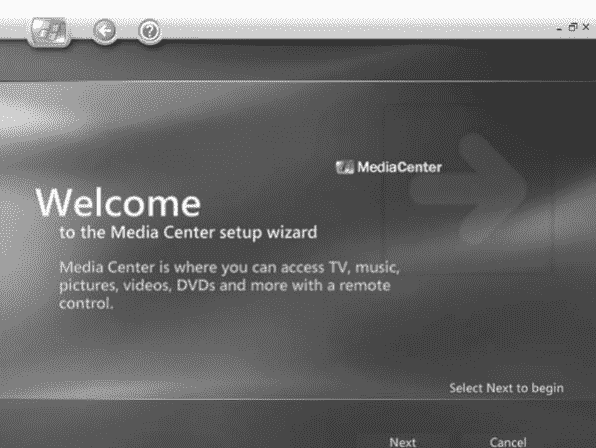 MediaCenter
Welcome
to the Media Center setup wizard
Media Center is where you can access TV, music,
pictures, videos, DVDs and more with a remote
control.
Select Next to begin
Next Cancel